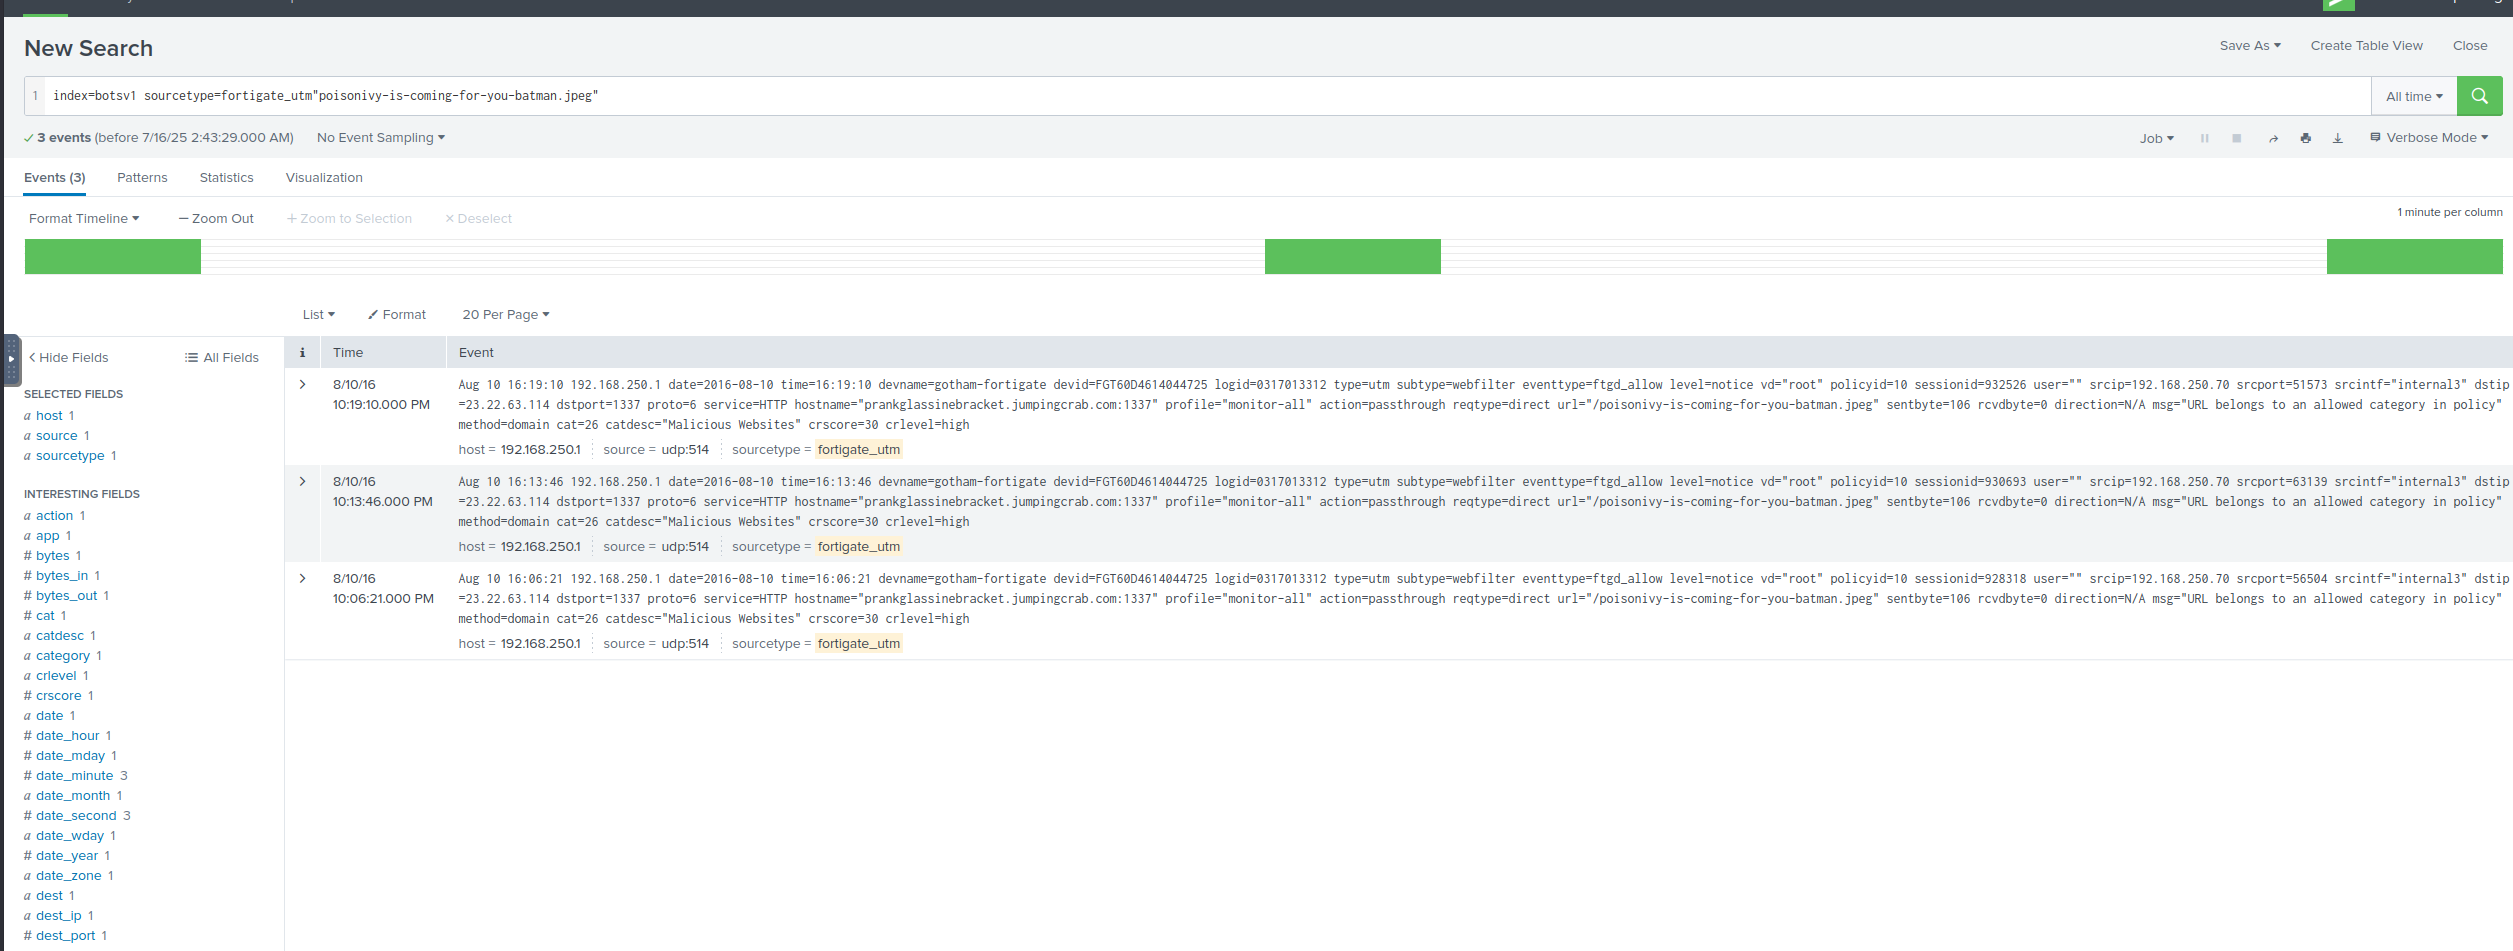 New Search
Save As
Create Table View
Close
1
index=botsv1 sourcetype=fortigate_utm"poisonivy-is-coming-for-you-batman.jpeg"
All time
3 events (before 7/16/25 2:43:29.000 AM)
No Event Sampling
Job
Verbose Mode
Events (3)
Patterns
Statistics
Visualization
Format Timeline
— Zoom Out
+ Zoom to Selection
× Deselect
1 minute per column
List
Format
20 Per Page
Hide Fields
All Fields
i
Time
Event
SELECTED FIELDS
a host 1
a source 1
a sourcetype 1
INTERESTING FIELDS
a action 1
a app 1
# bytes 1
# bytes_in 1
# bytes_out 1
# cat 1
a catdesc 1
a category 1
a crlevel 1
# crscore 1
a date 1
# date_hour 1
# date_mday 1
# date_minute 3
a date_month 1
# date_second 3
a date_wday 1
# date_year 1
a date_zone 1
a dest 1
a dest_ip 1
# dest_port 1
8/10/16
10:19:10.000 PM
Aug 10 16:19:10 192.168.250.1 date=2016-08-10 time=16:19:10 devname=gotham-fortigate devid=FGT60D4614044725 logid=0317013312 type=utm subtype=webfilter eventtype=ftgd_allow level=notice vd="root" policyid=10 sessionid=932526 user="" srcip=192.168.250.70 srcport=51573 srcintf="internal3" dstip
=23.22.63.114 dstport=1337 proto=6 service=HTTP hostname="prankglassinebracket.jumpingcrab.com:1337" profile="monitor-all" action=passthrough reqtype=direct url="/poisonivy-is-coming-for-you-batman.jpeg" sentbyte=106 rcvdbyte=0 direction=N/A msg="URL belongs to an allowed category in policy"
method=domain cat=26 catdesc="Malicious Websites" crscore=30 crlevel=high
host = 192.168.250.1 source = udp:514 sourcetype = fortigate_utm
8/10/16
10:13:46.000 PM
Aug 10 16:13:46 192.168.250.1 date=2016-08-10 time=16:13:46 devname=gotham-fortigate devid=FGT60D4614044725 logid=0317013312 type=utm subtype=webfilter eventtype=ftgd_allow level=notice vd="root" policyid=10 sessionid=930693 user="" srcip=192.168.250.70 srcport=63139 srcintf="internal3" dstip
=23.22.63.114 dstport=1337 proto=6 service=HTTP hostname="prankglassinebracket.jumpingcrab.com:1337" profile="monitor-all" action=passthrough reqtype=direct url="/poisonivy-is-coming-for-you-batman.jpeg" sentbyte=106 rcvdbyte=0 direction=N/A msg="URL belongs to an allowed category in policy"
method=domain cat=26 catdesc="Malicious Websites" crscore=30 crlevel=high
host = 192.168.250.1 source = udp:514 sourcetype = fortigate_utm
8/10/16
10:06:21.000 PM
Aug 10 16:06:21 192.168.250.1 date=2016-08-10 time=16:06:21 devname=gotham-fortigate devid=FGT60D4614044725 logid=0317013312 type=utm subtype=webfilter eventtype=ftgd_allow level=notice vd="root" policyid=10 sessionid=928318 user="" srcip=192.168.250.70 srcport=56504 srcintf="internal3" dstip
=23.22.63.114 dstport=1337 proto=6 service=HTTP hostname="prankglassinebracket.jumpingcrab.com:1337" profile="monitor-all" action=passthrough reqtype=direct url="/poisonivy-is-coming-for-you-batman.jpeg" sentbyte=106 rcvdbyte=0 direction=N/A msg="URL belongs to an allowed category in policy"
method=domain cat=26 catdesc="Malicious Websites" crscore=30 crlevel=high
host = 192.168.250.1 source = udp:514 sourcetype = fortigate_utm